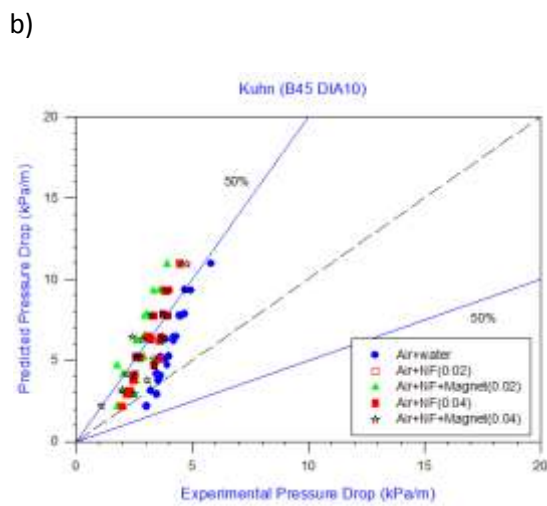 b)
Kuhn (B45 DIA10)
20
15
10
5
0
0
5
10
15
20
50%
50%
Predicted Pressure Drop (kPa/m)
Experimental Pressure Drop (kPa/m)
Air+water
Air+NF(0.02)
Air+NF+Magnet(0.02)
Air+NF(0.04)
Air+NF+Magnet(0.04)